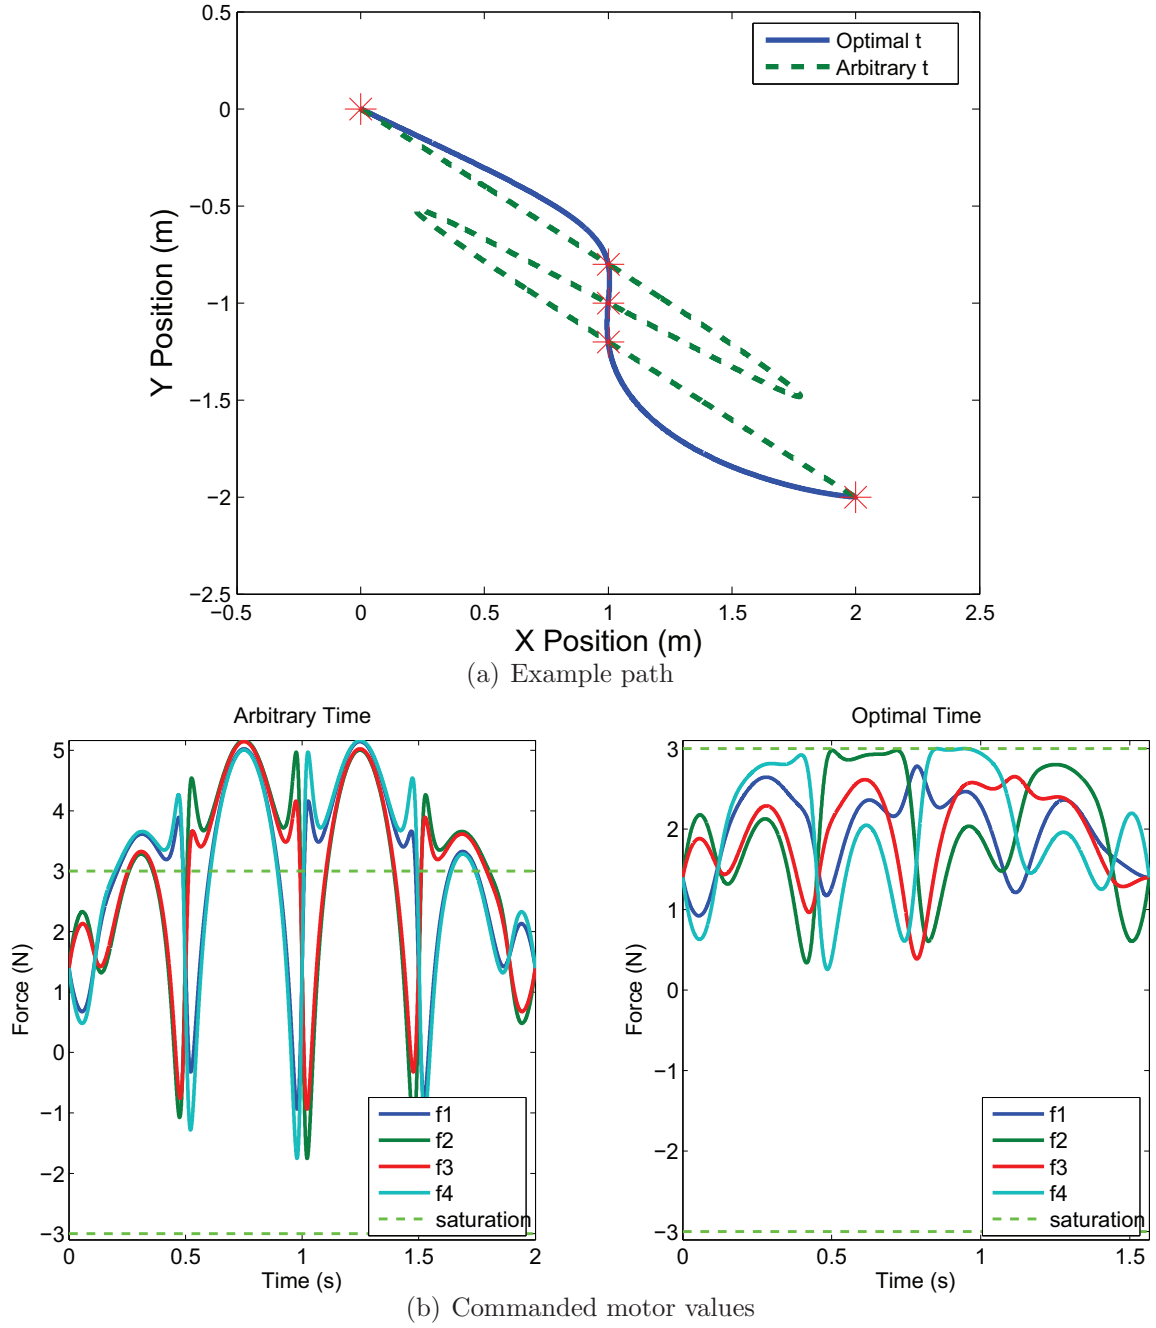 0.5
0
−0.5
−1
−1.5
−2
−2.5
Y Position (m)
Optimal t
Arbitrary t
−0.5 0 0.5 1 1.5 2 2.5
X Position (m)
(a) Example path
Arbitrary Time
5
4
3
2
1
0
−1
−2
−3
Force (N)
f1
f2
f3
f4
saturation
0 0.5 1 1.5 2
Time (s)
Optimal Time
3
2
1
0
−1
−2
−3
Force (N)
f1
f2
f3
f4
saturation
0 0.5 1 1.5
Time (s)
(b) Commanded motor values